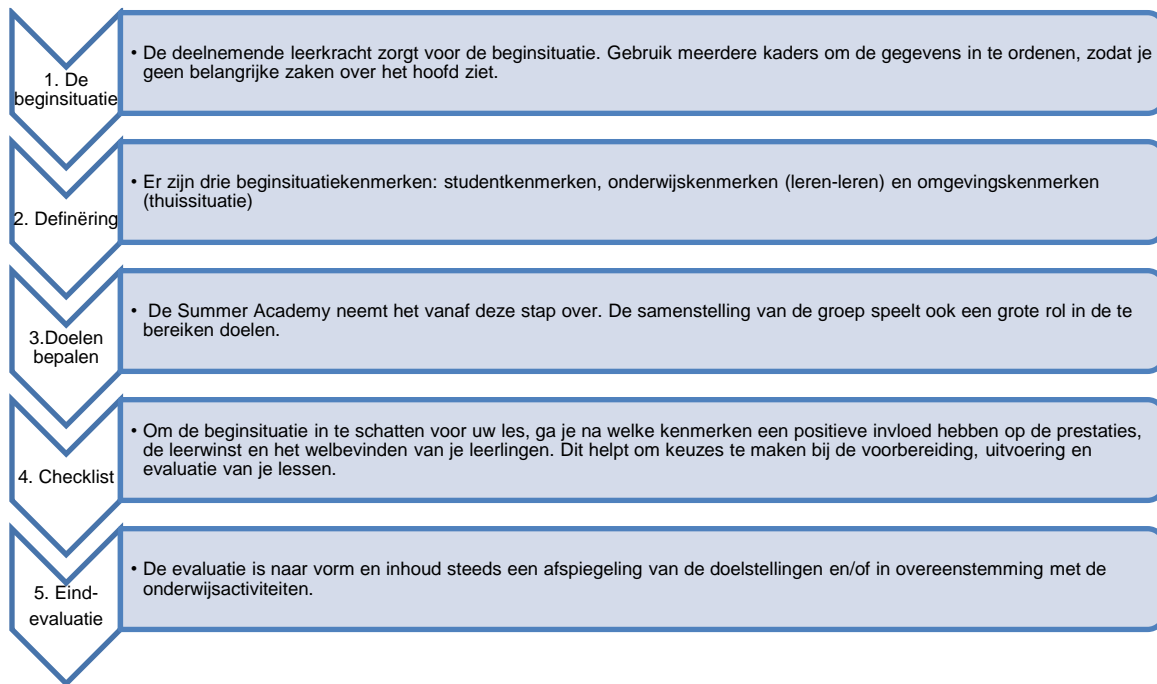 1. De
beginsituatie
• De deelnemende leerkracht zorgt voor de beginsituatie. Gebruik meerdere kaders om de gegevens in te ordenen, zodat je
geen belangrijke zaken over het hoofd ziet.
2. Definëring
• Er zijn drie beginsituatiekenmerken: studentkenmerken, onderwijskenmerken (leren-leren) en omgevingskenmerken
(thuissituatie)
3.Doelen
bepalen
• De Summer Academy neemt het vanaf deze stap over. De samenstelling van de groep speelt ook een grote rol in de te
bereiken doelen.
4. Checklist
• Om de beginsituatie in te schatten voor uw les, ga je na welke kenmerken een positieve invloed hebben op de prestaties,
de leerwinst en het welbevinden van je leerlingen. Dit helpt om keuzes te maken bij de voorbereiding, uitvoering en
evaluatie van je lessen.
5. Eind-
evaluatie
• De evaluatie is naar vorm en inhoud steeds een afspiegeling van de doelstellingen en/of in overeenstemming met de
onderwijsactiviteiten.